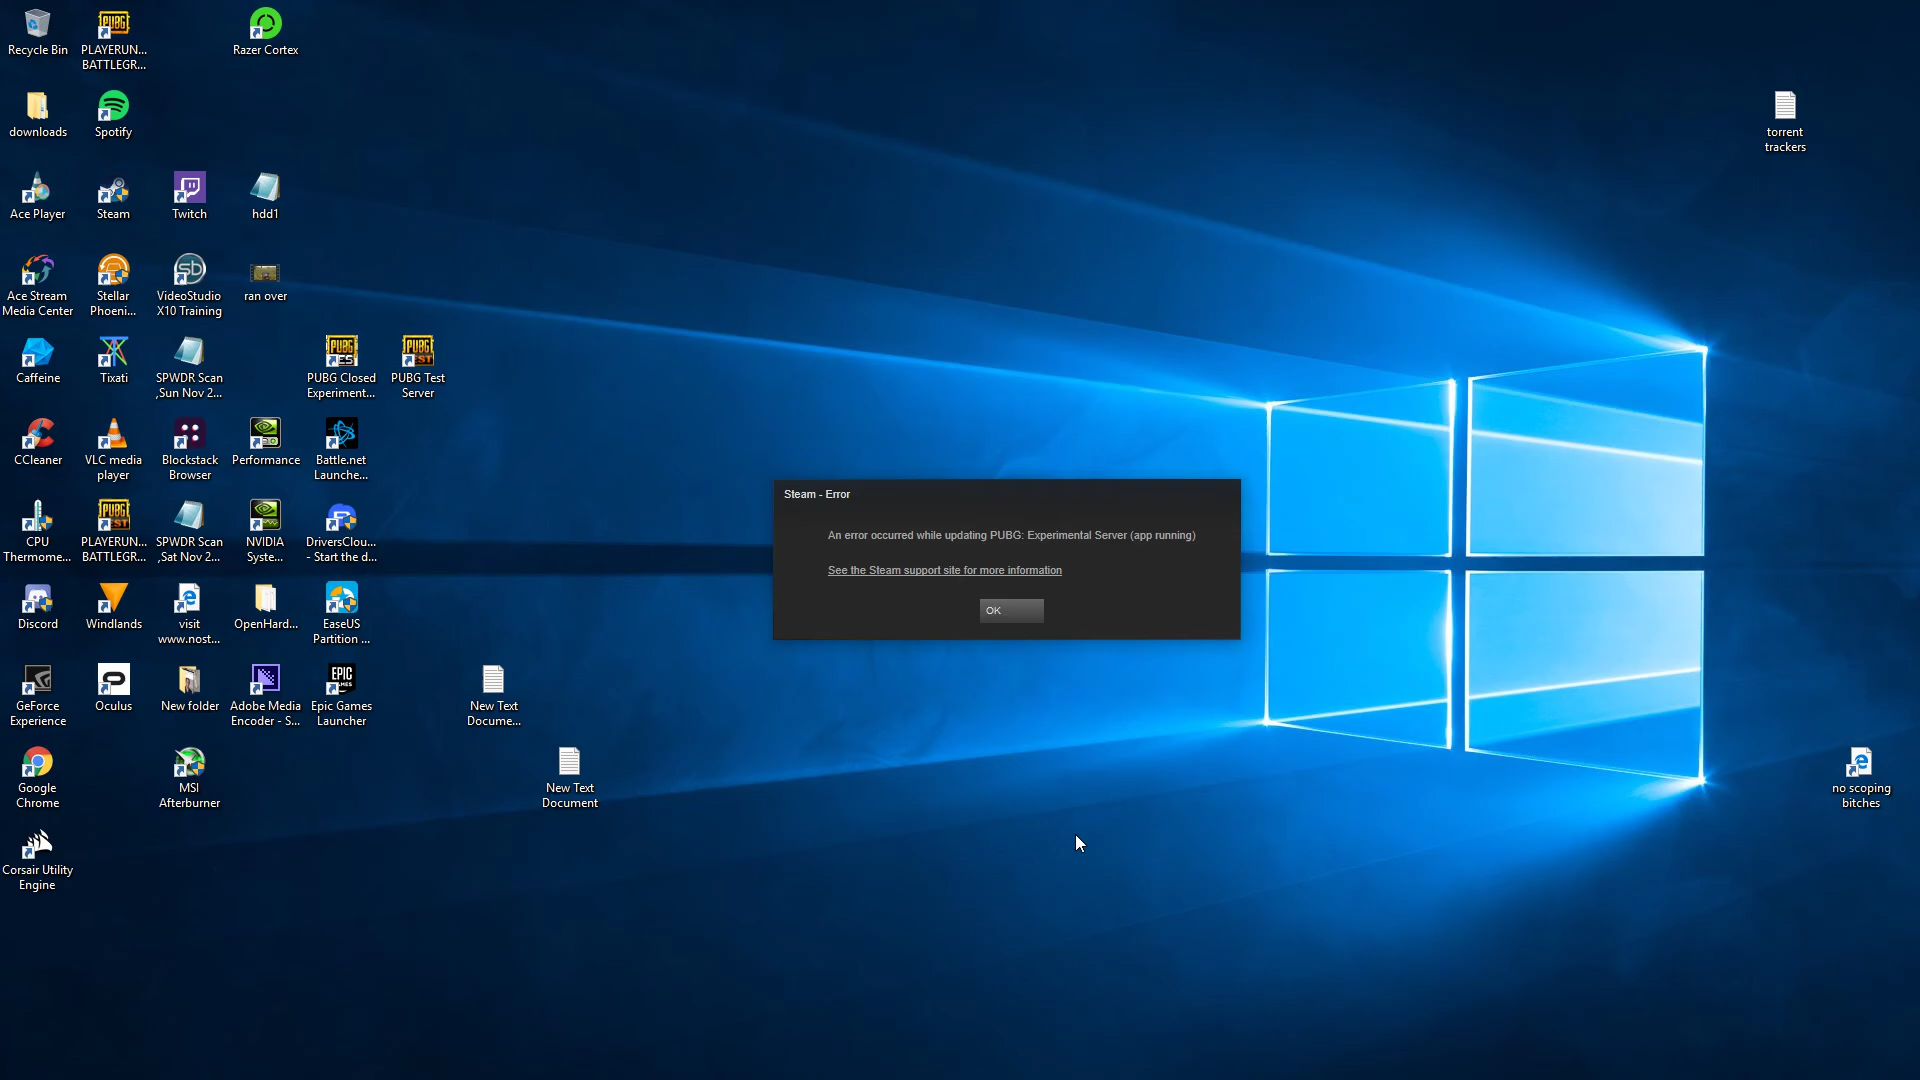 Recycle Bin
PLAYERUN...
BATTLEGR...
Razer Cortex
downloads
Spotify
torrent
trackers
Ace Player
Steam
Twitch
hdd1
Ace Stream
Media Center
Stellar
Phoeni...
VideoStudio
X10 Training
ran over
Caffeine
Tixati
SPWDR Scan
,Sun Nov 2...
PUBG Closed
Experiment...
PUBG Test
Server
CCleaner
VLC media
player
Blockstack
Browser
Performance
Battle.net
Launche...
CPU
Thermome...
PLAYERUN...
BATTLEGR...
SPWDR Scan
,Sat Nov 2...
NVIDIA
Syste...
DriversClou...
- Start the d...
Steam - Error
An error occurred while updating PUBG: Experimental Server (app running)
See the Steam support site for more information
OK
Discord
Windlands
visit
www.nost...
OpenHard...
EaseUS
Partition ...
GeForce
Experience
Oculus
New folder
Adobe Media
Encoder - S...
Epic Games
Launcher
New Text
Docume...
Google
Chrome
MSI
Afterburner
New Text
Document
no scoping
bitches
Corsair Utility
Engine